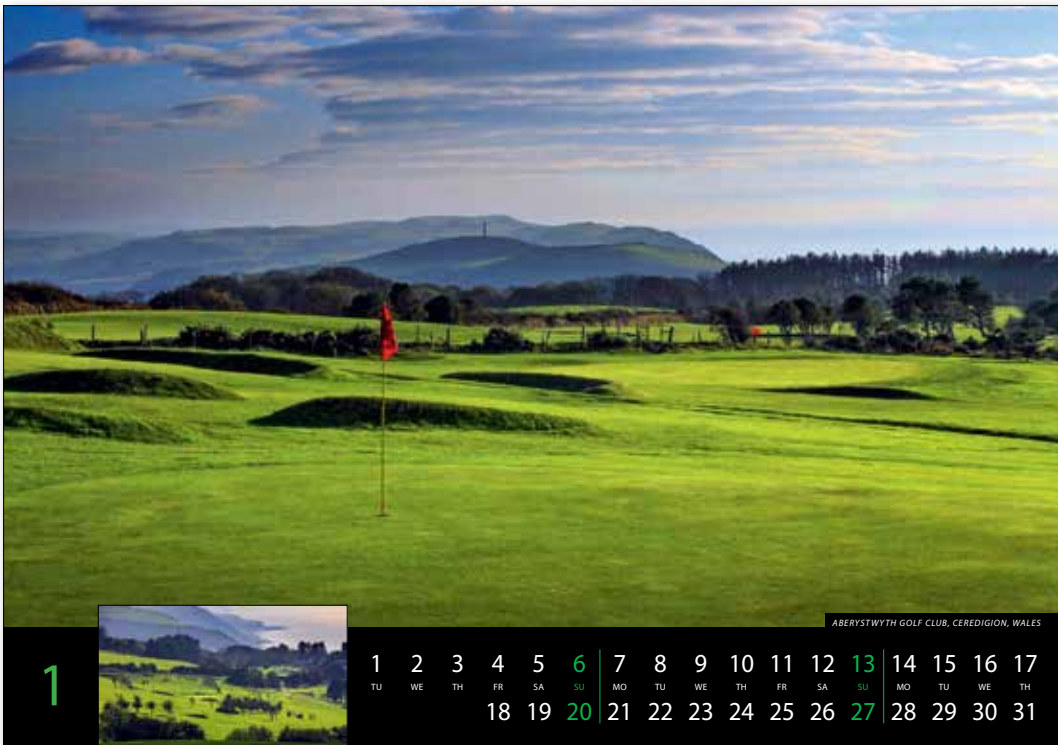 ABERYSTWYTH GOLF CLUB, CEREDIGION, WALES
1
1 2 3 4 5 6 7 8 9 10 11 12 13 14 15 16 17
TU WE TH FR SA SU MO TU WE TH FR SA SU MO TU WE TH
18 19 20 21 22 23 24 25 26 27 28 29 30 31